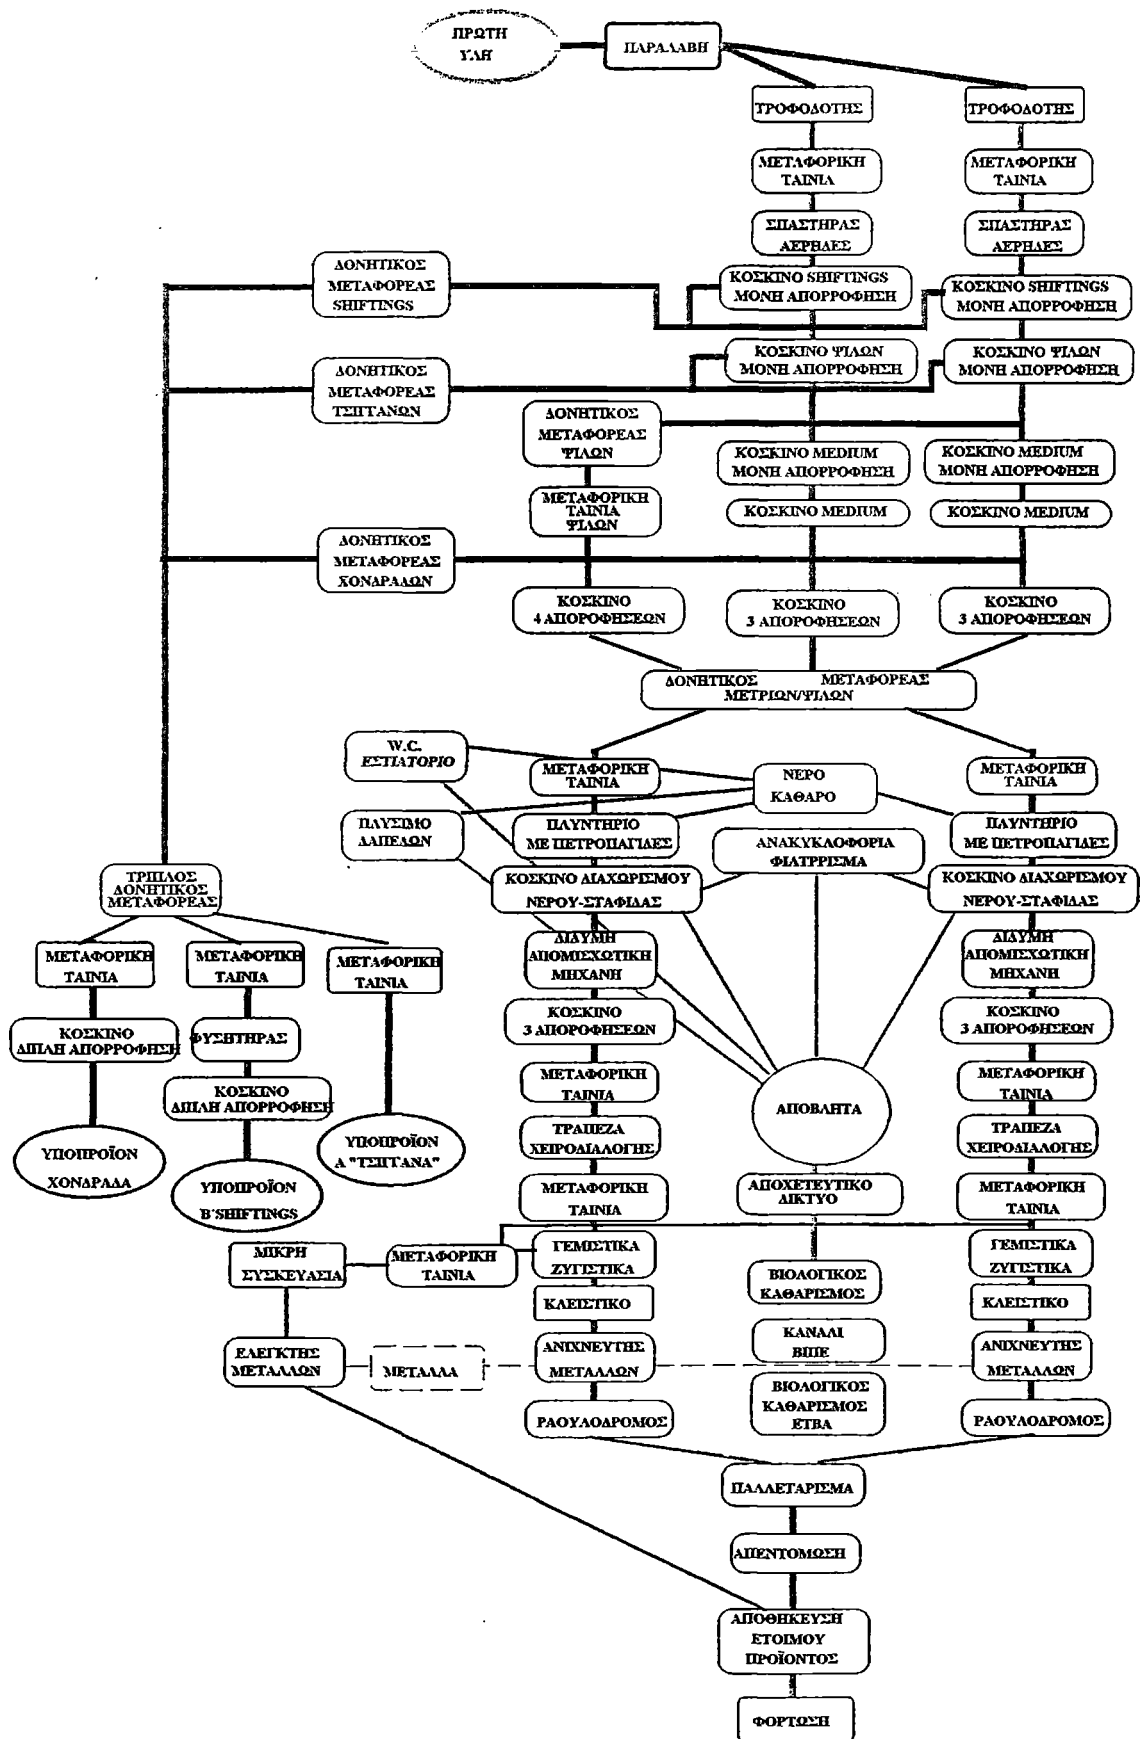 ΠΡΩΤΗ
ΥΛΗ
ΠΑΡΑΛΑΒΗ
ΤΡΟΦΟΔΟΤΗΣ
ΤΡΟΦΟΔΟΤΗΣ
ΜΕΤΑΦΟΡΙΚΗ
ΤΑΙΝΙΑ
ΜΕΤΑΦΟΡΙΚΗ
ΤΑΙΝΙΑ
ΣΠΑΣΤΗΡΑΣ
ΑΕΡΗΔΕΣ
ΣΠΑΣΤΗΡΑΣ
ΑΕΡΗΔΕΣ
ΔΟΝΗΤΙΚΟΣ
ΜΕΤΑΦΟΡΕΑΣ
SHIFTINGS
ΚΟΣΚΙΝΟ SHIFTINGS
ΜΟΝΗ ΑΠΟΡΡΟΦΗΣΗ
ΚΟΣΚΙΝΟ SHIFTINGS
ΜΟΝΗ ΑΠΟΡΡΟΦΗΣΗ
ΔΟΝΗΤΙΚΟΣ
ΜΕΤΑΦΟΡΕΑΣ
ΤΣΙΠΤΑΝΩΝ
ΚΟΣΚΙΝΟ ΨΙΛΩΝ
ΜΟΝΗ ΑΠΟΡΡΟΦΗΣΗ
ΚΟΣΚΙΝΟ ΨΙΛΩΝ
ΜΟΝΗ ΑΠΟΡΡΟΦΗΣΗ
ΔΟΝΗΤΙΚΟΣ
ΜΕΤΑΦΟΡΕΑΣ
ΨΙΛΩΝ
ΚΟΣΚΙΝΟ MEDIUM
ΜΟΝΗ ΑΠΟΡΡΟΦΗΣΗ
ΚΟΣΚΙΝΟ MEDIUM
ΜΟΝΗ ΑΠΟΡΡΟΦΗΣΗ
ΜΕΤΑΦΟΡΙΚΗ
ΤΑΙΝΙΑ
ΨΙΛΩΝ
ΚΟΣΚΙΝΟ MEDIUM
ΚΟΣΚΙΝΟ MEDIUM
ΔΟΝΗΤΙΚΟΣ
ΜΕΤΑΦΟΡΕΑΣ
ΧΟΝΔΡΑΔΩΝ
ΚΟΣΚΙΝΟ
4 ΑΠΟΡΟΦΗΣΕΩΝ
ΚΟΣΚΙΝΟ
3 ΑΠΟΡΟΦΗΣΕΩΝ
ΚΟΣΚΙΝΟ
3 ΑΠΟΡΟΦΗΣΕΩΝ
ΔΟΝΗΤΙΚΟΣ ΜΕΤΑΦΟΡΕΑΣ
ΜΕΤΡΙΩΝ/ΨΙΛΩΝ
W.C.
ΕΣΤΙΑΤΟΡΙΟ
ΜΕΤΑΦΟΡΙΚΗ
ΤΑΙΝΙΑ
ΝΕΡΟ
ΚΑΘΑΡΟ
ΜΕΤΑΦΟΡΙΚΗ
ΤΑΙΝΙΑ
ΠΛΥΣΙΜΟ
ΔΑΠΕΔΩΝ
ΠΛΥΝΤΗΡΙΟ
ΜΕ ΠΕΤΡΟΠΑΓΙΔΕΣ
ΑΝΑΚΥΚΛΟΦΟΡΙΑ
ΦΙΛΤΡΡΙΣΜΑ
ΠΛΥΝΤΗΡΙΟ
ΜΕ ΠΕΤΡΟΠΑΓΙΔΕΣ
ΤΡΙΠΛΟΣ
ΔΟΝΗΤΙΚΟΣ
ΜΕΤΑΦΟΡΕΑΣ
ΚΟΣΚΙΝΟ ΔΙΑΧΩΡΙΣΜΟΥ
ΝΕΡΟΥ-ΣΤΑΦΙΔΑΣ
ΚΟΣΚΙΝΟ ΔΙΑΧΩΡΙΣΜΟΥ
ΝΕΡΟΥ-ΣΤΑΦΙΔΑΣ
ΜΕΤΑΦΟΡΙΚΗ
ΤΑΙΝΙΑ
ΜΕΤΑΦΟΡΙΚΗ
ΤΑΙΝΙΑ
ΜΕΤΑΦΟΡΙΚΗ
ΤΑΙΝΙΑ
ΔΙΔΥΜΗ
ΑΠΟΜΙΣΧΩΤΙΚΗ
ΜΗΧΑΝΗ
ΔΙΔΥΜΗ
ΑΠΟΜΙΣΧΩΤΙΚΗ
ΜΗΧΑΝΗ
ΚΟΣΚΙΝΟ
ΔΙΠΛΗ ΑΠΟΡΡΟΦΗΣΗ
ΦΥΣΗΤΗΡΑΣ
ΚΟΣΚΙΝΟ
3 ΑΠΟΡΟΦΗΣΕΩΝ
ΚΟΣΚΙΝΟ
3 ΑΠΟΡΟΦΗΣΕΩΝ
ΚΟΣΚΙΝΟ
ΔΙΠΛΗ ΑΠΟΡΡΟΦΗΣΗ
ΜΕΤΑΦΟΡΙΚΗ
ΤΑΙΝΙΑ
ΑΠΟΒΛΗΤΑ
ΜΕΤΑΦΟΡΙΚΗ
ΤΑΙΝΙΑ
ΥΠΟΠΡΟΪΟΝ
ΧΟΝΔΡΑΔΑ
ΥΠΟΠΡΟΪΟΝ
Β'SHIFTINGS
ΥΠΟΠΡΟΪΟΝ
Α "ΤΣΙΠΤΑΝΑ"
ΤΡΑΠΕΖΑ
ΧΕΙΡΟΔΙΑΛΟΓΗΣ
ΤΡΑΠΕΖΑ
ΧΕΙΡΟΔΙΑΛΟΓΗΣ
ΜΕΤΑΦΟΡΙΚΗ
ΤΑΙΝΙΑ
ΑΠΟΧΕΤΕΥΤΙΚΟ
ΔΙΚΤΥΟ
ΜΕΤΑΦΟΡΙΚΗ
ΤΑΙΝΙΑ
ΜΙΚΡΗ
ΣΥΣΚΕΥΑΣΙΑ
ΜΕΤΑΦΟΡΙΚΗ
ΤΑΙΝΙΑ
ΓΕΜΙΣΤΙΚΑ
ΖΥΓΙΣΤΙΚΑ
ΒΙΟΛΟΓΙΚΟΣ
ΚΑΘΑΡΙΣΜΟΣ
ΓΕΜΙΣΤΙΚΑ
ΖΥΓΙΣΤΙΚΑ
ΚΛΕΙΣΤΙΚΟ
ΚΛΕΙΣΤΙΚΟ
ΕΛΕΓΚΤΗΣ
ΜΕΤΑΛΛΩΝ
ΜΕΤΑΛΛΑ
ΑΝΙΧΝΕΥΤΗΣ
ΜΕΤΑΛΛΩΝ
ΚΑΝΑΛΙ
ΒΙΠΕ
ΑΝΙΧΝΕΥΤΗΣ
ΜΕΤΑΛΛΩΝ
ΡΑΟΥΛΟΔΡΟΜΟΣ
ΒΙΟΛΟΓΙΚΟΣ
ΚΑΘΑΡΙΣΜΟΣ
ΕΤΒΑ
ΡΑΟΥΛΟΔΡΟΜΟΣ
ΠΑΛΛΕΤΑΡΙΣΜΑ
ΑΠΕΝΤΟΜΩΣΗ
ΑΠΟΘΗΚΕΥΣΗ
ΕΤΟΙΜΟΥ
ΠΡΟΪΟΝΤΟΣ
ΦΟΡΤΩΣΗ